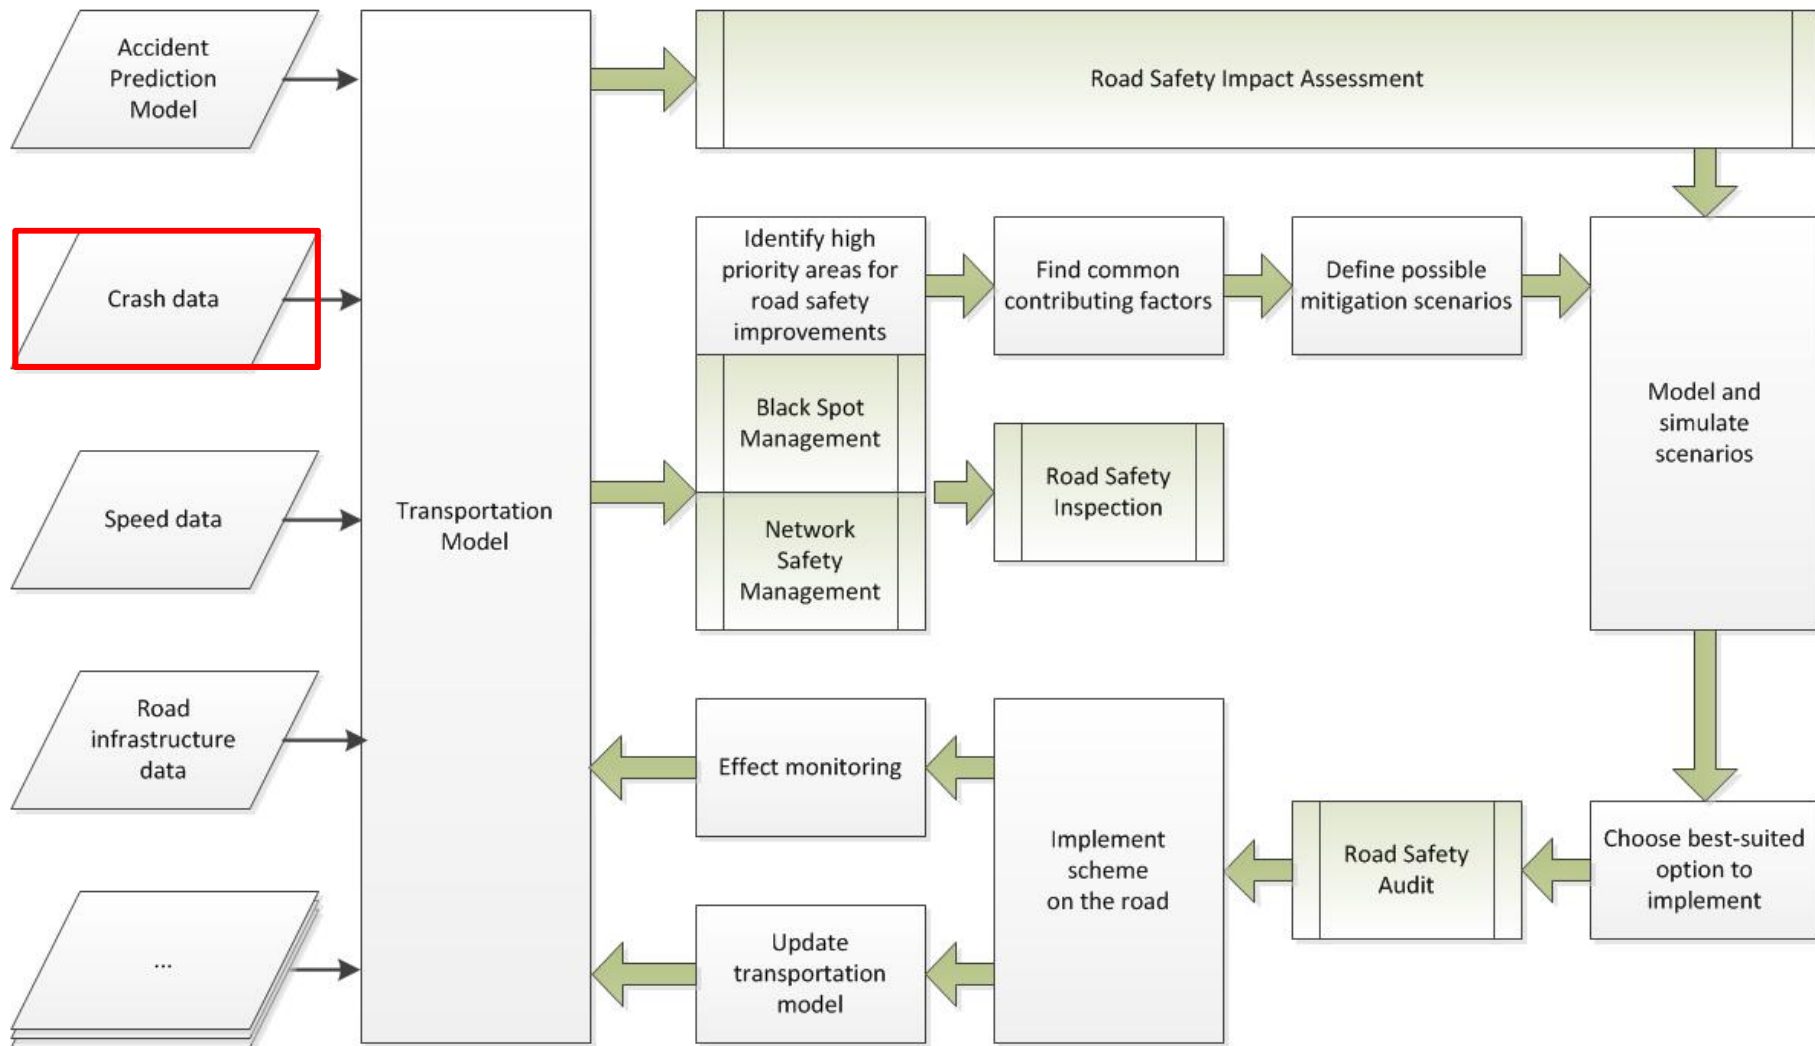 Accident
Prediction
Model
Road Safety Impact Assessment
Crash data
Identify high
priority areas for
road safety
improvements
Find common
contributing factors
Define possible
mitigation scenarios
Model and
simulate
scenarios
Black Spot
Management
Road Safety
Inspection
Speed data
Transportation
Model
Network
Safety
Management
Road
infrastructure
data
Effect monitoring
Implement
scheme
on the road
Road Safety
Audit
Choose best-suited
option to
implement
...
Update
transportation
model